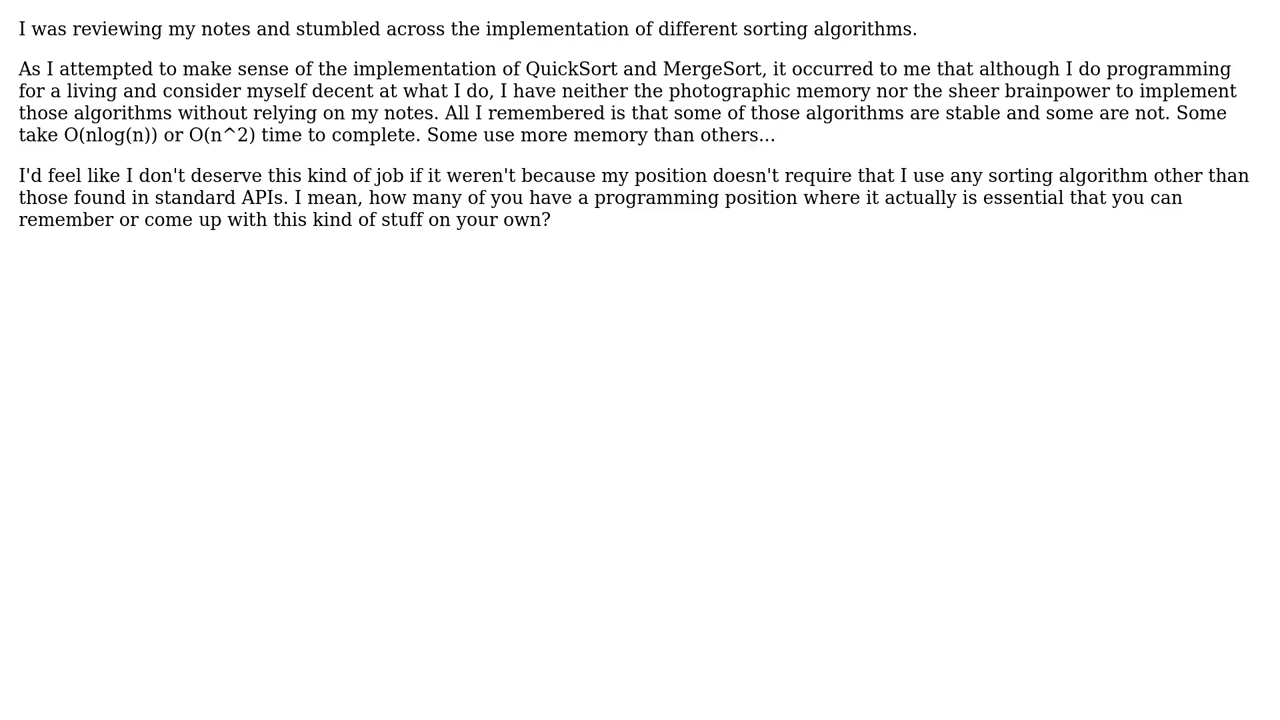 I was reviewing my notes and stumbled across the implementation of different sorting algorithms.
As I attempted to make sense of the implementation of QuickSort and MergeSort, it occurred to me that although I do programming
for a living and consider myself decent at what I do, I have neither the photographic memory nor the sheer brainpower to implement
those algorithms without relying on my notes. All I remembered is that some of those algorithms are stable and some are not. Some
take O(nlog(n)) or O(n^2) time to complete. Some use more memory than others...
I'd feel like I don't deserve this kind of job if it weren't because my position doesn't require that I use any sorting algorithm other than
those found in standard APIs. I mean, how many of you have a programming position where it actually is essential that you can
remember or come up with this kind of stuff on your own?